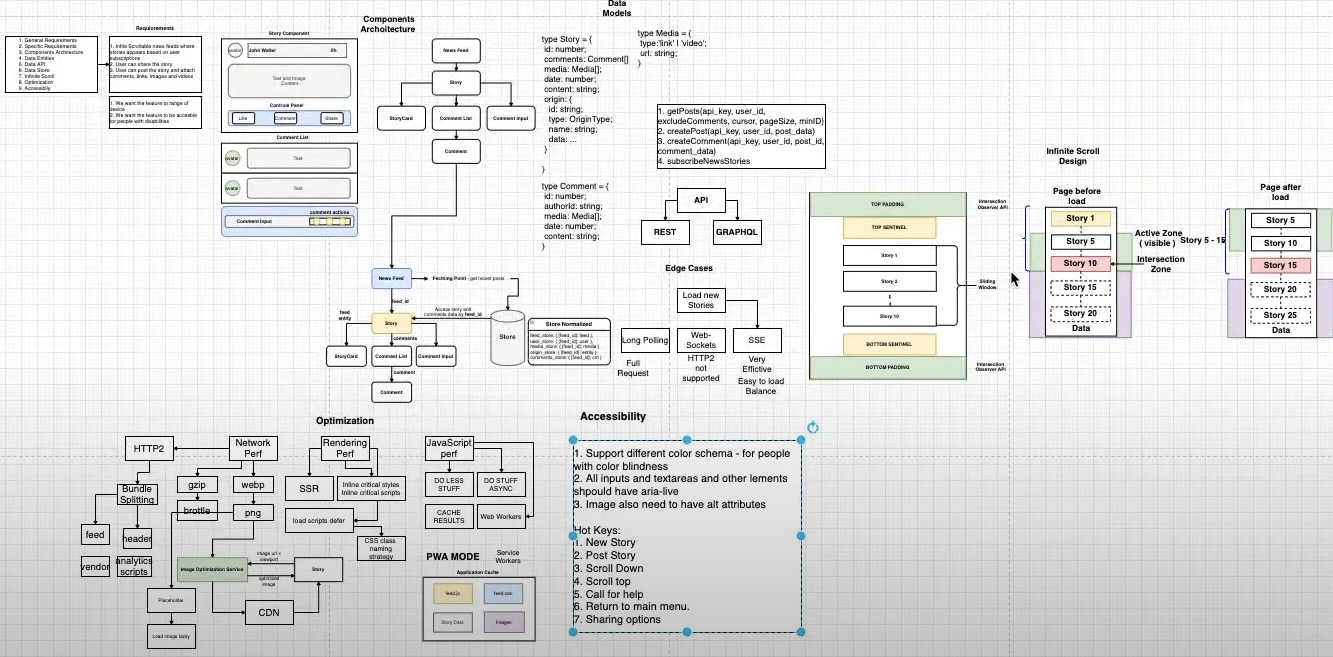 Data
Models
Components
Archoitecture
Requiorements
1. General Requirements
2. Specific Requirements
3. Components Architecture
4. Data Entities
5. Data API
6. Data Store
7. Infinite Scroll
8. Optimization
9. Accessibiliy
1. Infite Scrollable news feeds where
stories appears based on user
subscriptions
2. User can share the story
3. User can post the story and attach
comments, links, images and videos
1. We want the feature to range of
device
2. We want the feature to be accesable
for people with disabilities
Story Component
avatar
John Walter
5h
Text and Image
Content
Controls Panel
Like
Comment
Share
Comment List
avatar
Text
avatar
Text
comment actions
Comment Input
News Feed
Story
StoryCard
Comment List
Comment Input
Comment
type Story = {
id: number;
comments: Comment[]
media: Media[];
date: number;
content: string;
origin: {
id: string;
type: OriginType;
name: string;
data: ...
}
}
type Media = {
type:'link' I 'video';
url: string;
}
type Comment = {
id: number;
authorId: string;
media: Media[];
date: number;
content: string;
}
1. getPosts(api_key, user_id,
excludeComments, cursor, pageSize, minID)
2. createPost(api_key, user_id, post_data)
3. createComment(api_key, user_id, post_id,
comment_data)
4. subscribeNewsStories
API
REST
GRAPHQL
Edge Cases
Load new
Stories
Long Polling
Web-
Sockets
SSE
Full
Request
HTTP2
not
supported
Very
Effictive
Easy to load
Balance
News Feed
Fecthing Point - get recent posts
feed_id
feed
entity
Story
Access story and
comments data by feed_id
comments
StoryCard
Comment List
Comment Input
comment
Comment
Store
Store Normalized
feed_store: { [feed_id]: feed },
user_store: { [feed_id]: user },
media_store: { [feed_id]: media }
origin_store: { [feed_id]: entity }
comments_store: { [feed_id]: cm }
TOP PADDING
TOP SENTINEL
Story 1
Story 2
Story 10
BOTTOM SENTINEL
BOTTOM PADDING
Intersection
Observer API
Sliding
Window
Intersection
Observer API
Infinite Scroll
Design
Page before
load
Story 1
Story 5
Story 10
Story 15
Story 20
Data
Active Zone
( visible )
Intersection
Zone
Story 5 - 15
Page after
load
Story 5
Story 10
Story 15
Story 20
Story 25
Data
Optimization
HTTP2
Network
Perf
Bundle
Splitting
gzip
webp
brottle
png
feed
header
vendor
analytics
scripts
Image Optimization Service
image url +
viewport
optimized
image
Story
Placeholder
CDN
Load image lazily
Rendering
Perf
SSR
Inline critical styles
Inline critical scripts
load scripts defer
CSS class
naming
strategy
JavaScript
perf
DO LESS
STUFF
DO STUFF
ASYNC
CACHE
RESULTS
Web Workers
PWA MODE
Service
Workers
Application Cache
feed.js
feed.css
Story Data
Images
Accessibility
1. Support different color schema - for people
with color blindness
2. All inputs and textareas and other lements
shpould have aria-live
3. Image also need to have alt attributes
Hot Keys:
1. New Story
2. Post Story
3. Scroll Down
4. Scroll top
5. Call for help
6. Return to main menu.
7. Sharing options